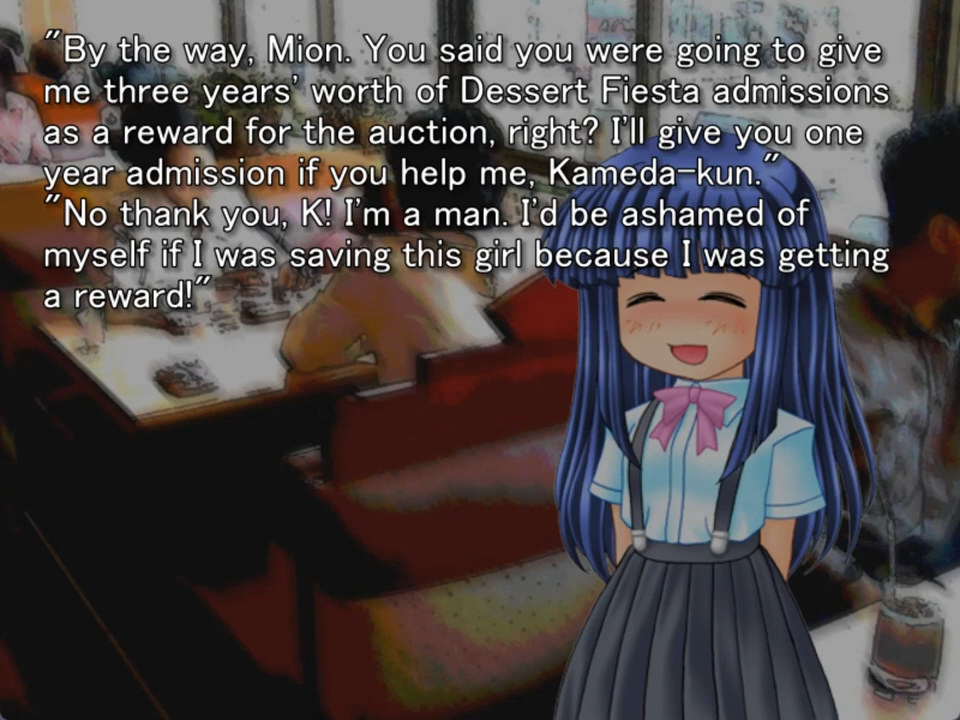 "By the way, Mion. You said you were going to give
me three years' worth of Dessert Fiesta admissions
as a reward for the auction, right? I'll give you one
year admission if you help me, Kameda-kun."
"No thank you, K! I'm a man. I'd be ashamed of
myself if I was saving this girl because I was getting
a reward!"